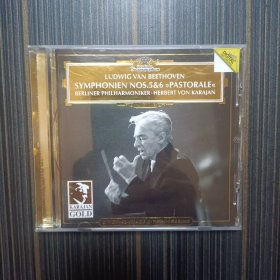 LUDWIG VAN BEETHOVEN
SYMPHONIEN NOS.5&6 »PASTORALE«
BERLINER PHILHARMONIKER·HERBERT VON KARAJAN
KARAJAN
GOLD